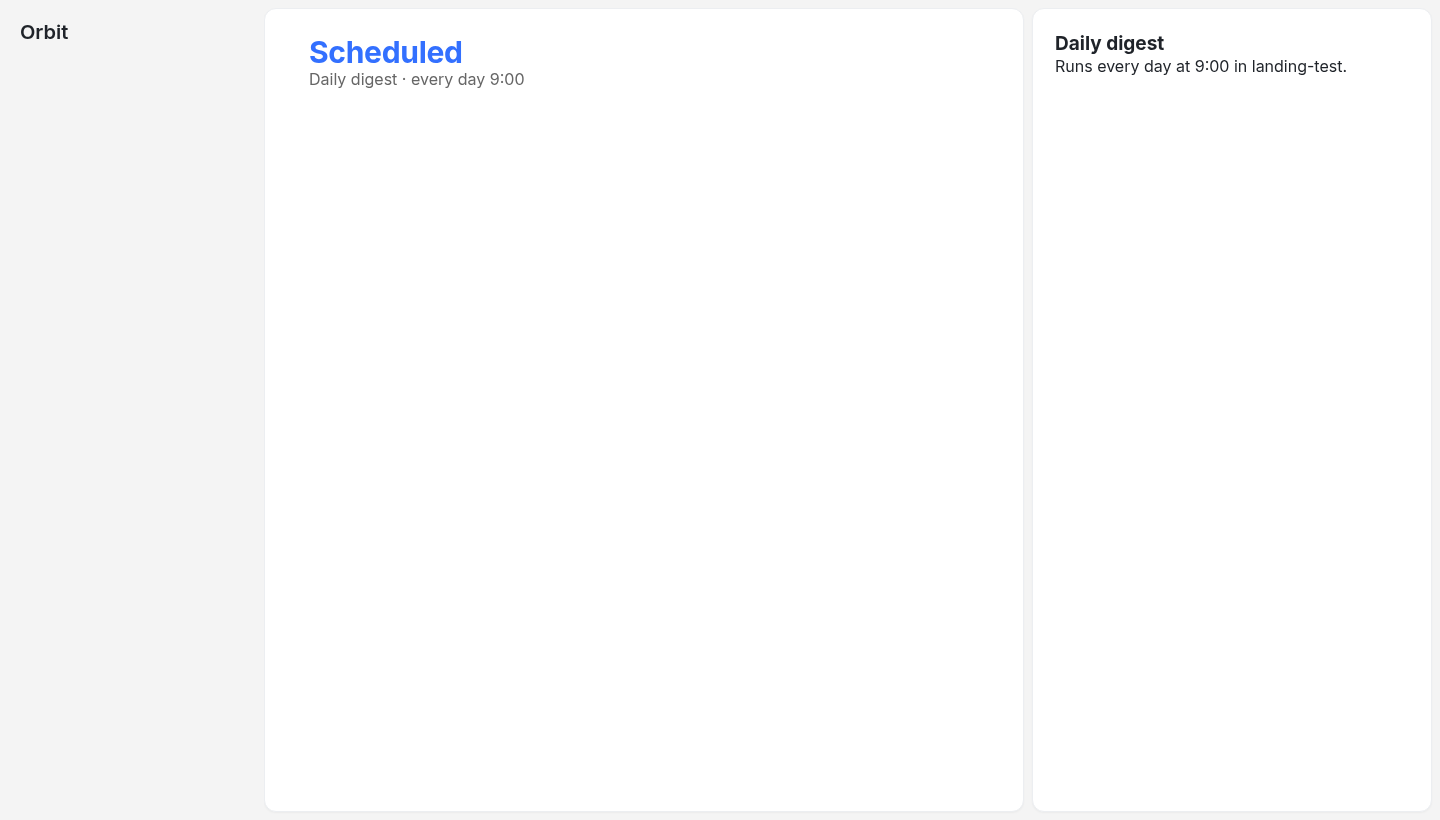 Orbit
Scheduled
Daily digest · every day 9:00
Daily digest
Runs every day at 9:00 in landing-test.